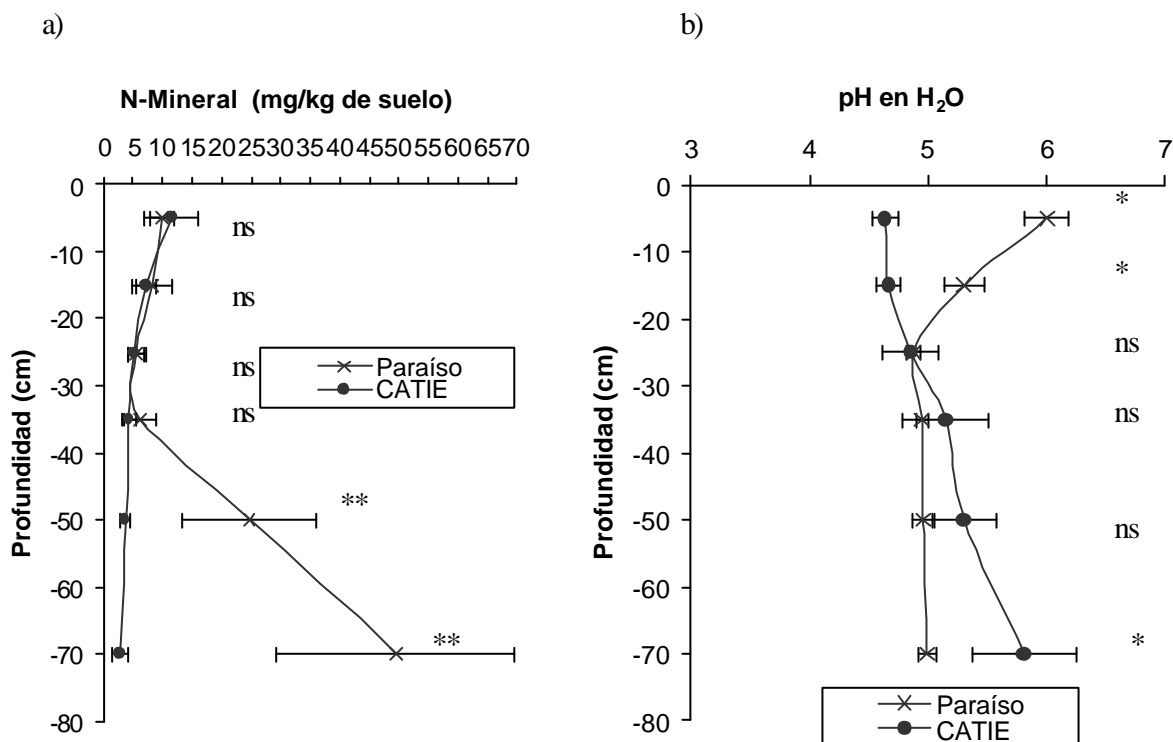 a)
b)
N-Mineral (mg/kg de suelo)
pH en H₂O
0 5 10 15 20 25 30 35 40 45 50 55 60 65 70
3 4 5 6 7
Profundidad (cm)
0
-10
-20
-30
-40
-50
-60
-70
-80
ns
ns
ns
ns
**
**
Paraíso
CATIE
Profundidad (cm)
0
-10
-20
-30
-40
-50
-60
-70
-80
*
*
ns
ns
ns
*
Paraíso
CATIE